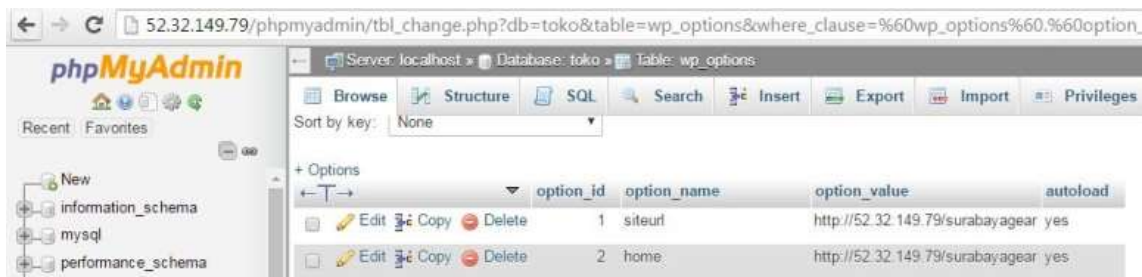 52.32.149.79/phpmyadmin/tbl_change.php?db=toko&table=wp_options&where_clause=%60wp_options%60.%60option_
phpMyAdmin
Recent Favorites
New
information_schema
mysql
performance_schema
Server: localhost » Database: toko » Table: wp_options
Browse Structure SQL Search Insert Export Import Privileges
Sort by key: None
+ Options
←T→ option_id option_name option_value autoload
Edit Copy Delete 1 siteurl http://52.32.149.79/surabayagear yes
Edit Copy Delete 2 home http://52.32.149.79/surabayagear yes